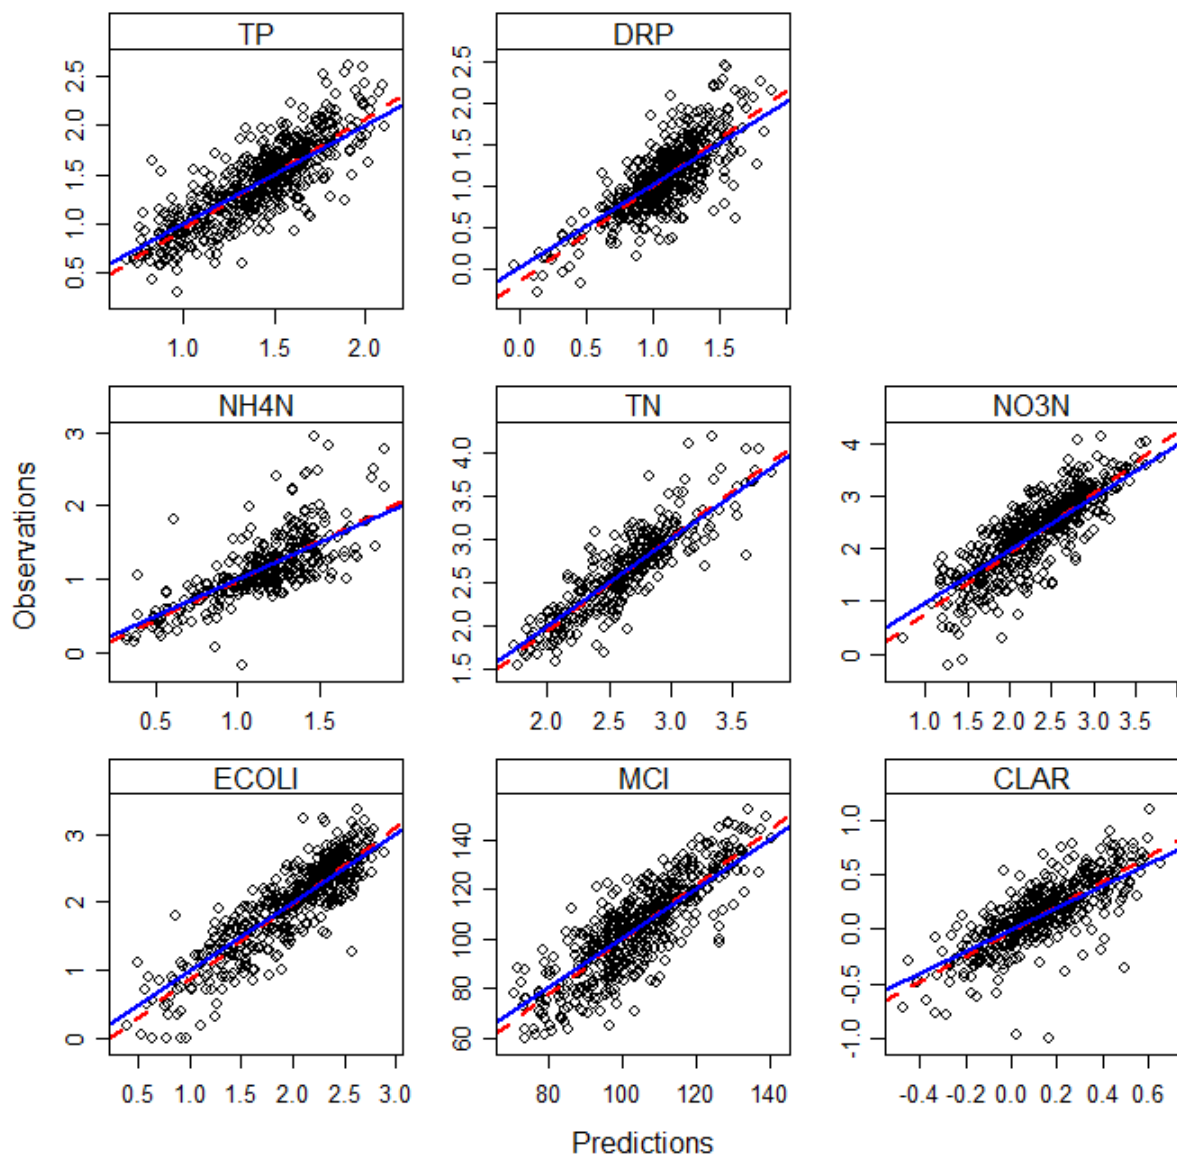 TP DRP
0.5 1.0 1.5 2.0 2.5
0.0 0.5 1.0 1.5 2.0 2.5
1.0 1.5 2.0
0.0 0.5 1.0 1.5
NH4N TN NO3N
Observations
0 1 2 3
1.5 2.0 2.5 3.0 3.5 4.0
0 1 2 3 4
0.5 1.0 1.5
2.0 2.5 3.0 3.5
1.0 1.5 2.0 2.5 3.0 3.5
ECOLI MCI CLAR
0 1 2 3
60 80 100 120 140
-1.0 -0.5 0.0 0.5 1.0
0.5 1.0 1.5 2.0 2.5 3.0
80 100 120 140
-0.4 -0.2 0.0 0.2 0.4 0.6
Predictions